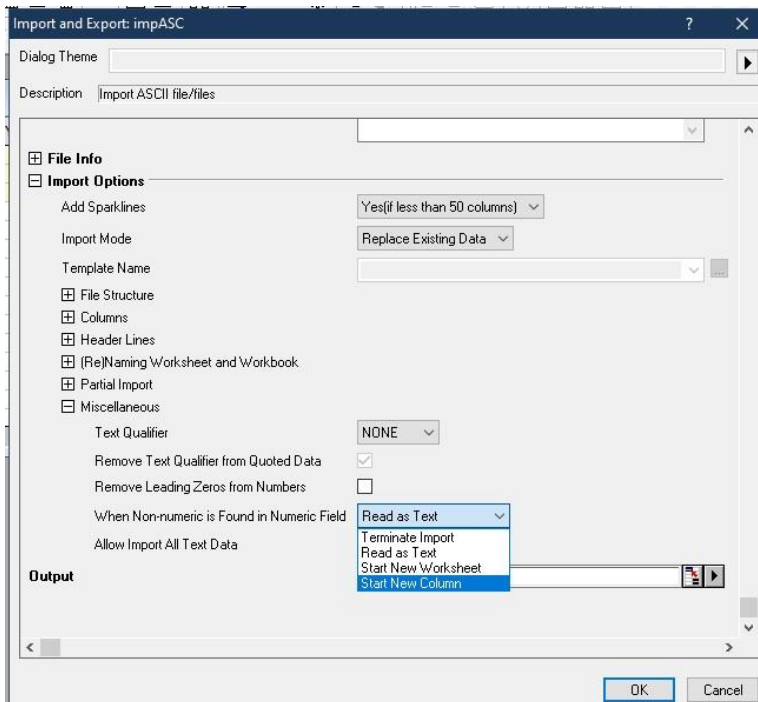 Import and Export: impASC ? ×
Dialog Theme
Description Import ASCII file/files
File Info
Import Options
Add Sparklines Yes(if less than 50 columns)
Import Mode Replace Existing Data
Template Name ...
File Structure
Columns
Header Lines
(Re)Naming Worksheet and Workbook
Partial Import
Miscellaneous
Text Qualifier NONE
Remove Text Qualifier from Quoted Data
Remove Leading Zeros from Numbers
When Non-numeric is Found in Numeric Field Read as Text
Terminate Import
Allow Import All Text Data Read as Text
Start New Worksheet
Output Start New Column
OK Cancel